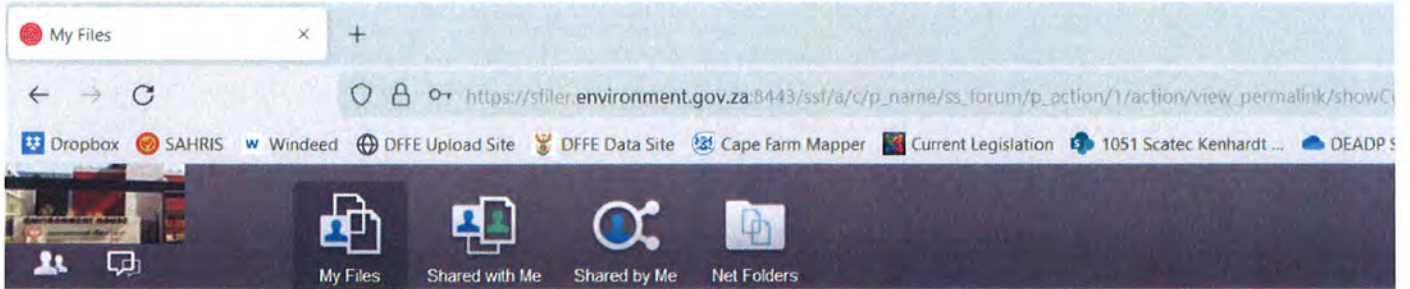 My Files × +
https://sfiler.environment.gov.za:8443/ssf/a/c/p_name/ss_forum/p_action/1/action/view_permalink/showC
Dropbox SAHRIS W Windeed DFFE Upload Site DFFE Data Site Cape Farm Mapper Current Legislation 1051 Scatec Kenhardt ... DEADP S
ENVIRONMENT HOUSE
My Files Shared with Me Shared by Me Net Folders